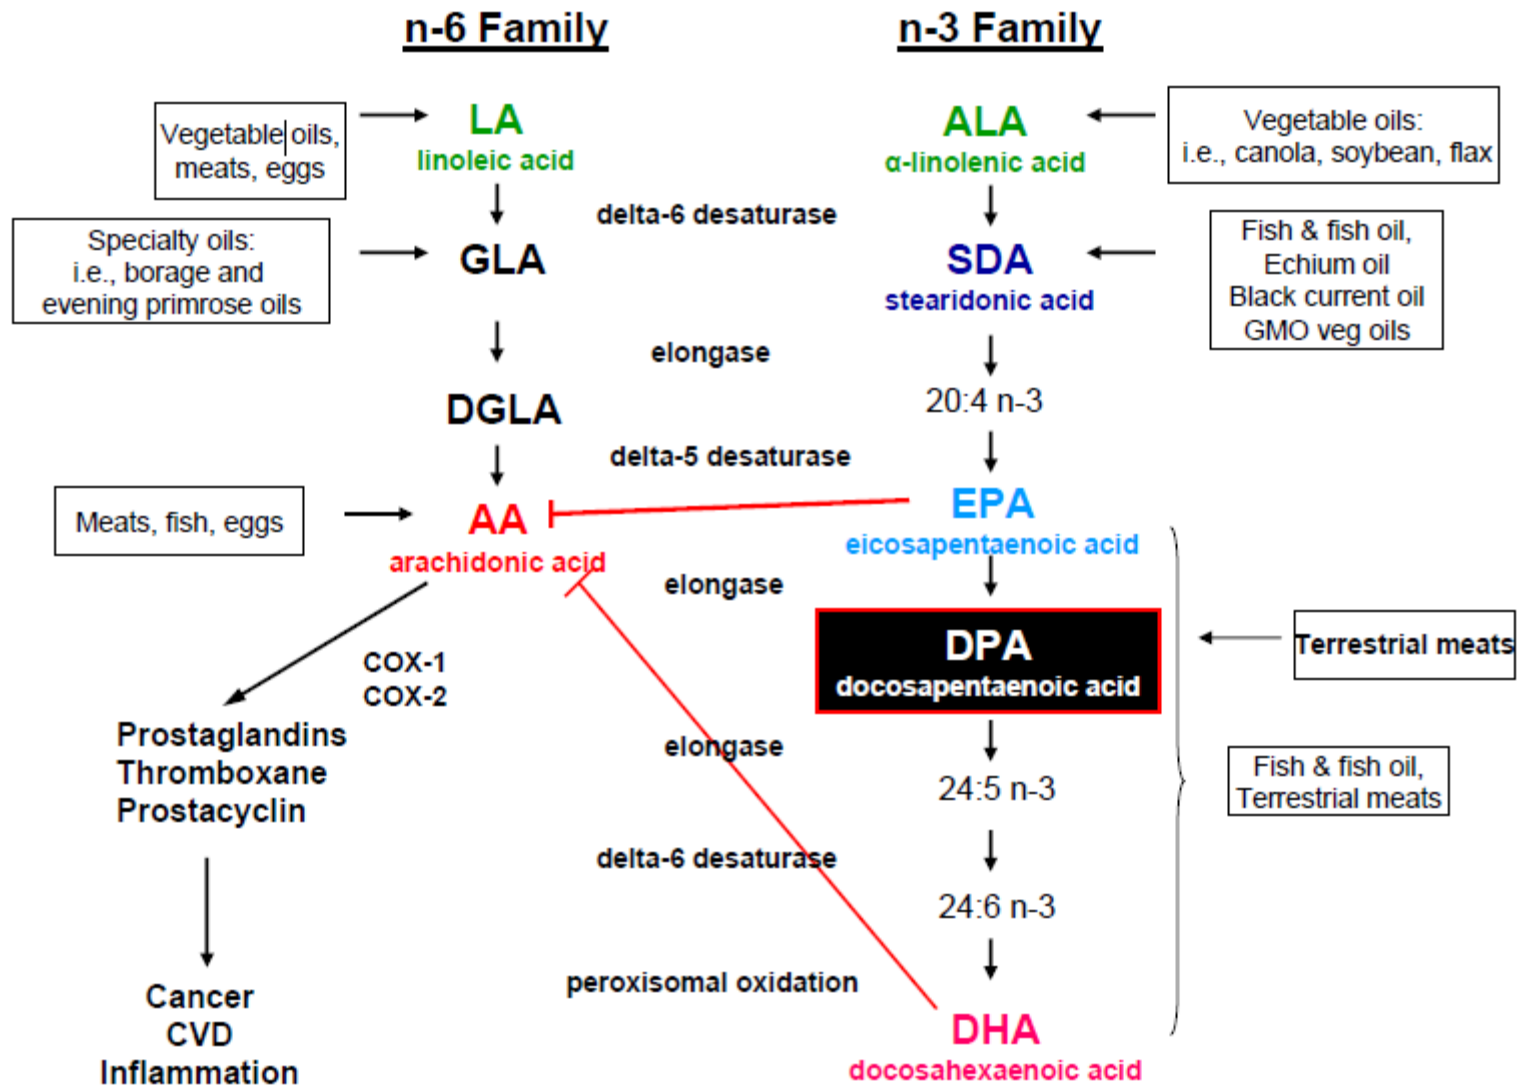 n-6 Family
n-3 Family
Vegetable oils,
meats, eggs
LA
linoleic acid
ALA
α-linolenic acid
Vegetable oils:
i.e., canola, soybean, flax
delta-6 desaturase
Specialty oils:
i.e., borage and
evening primrose oils
GLA
SDA
stearidonic acid
Fish & fish oil,
Echium oil
Black current oil
GMO veg oils
elongase
DGLA
20:4 n-3
delta-5 desaturase
Meats, fish, eggs
AA
arachidonic acid
EPA
eicosapentaenoic acid
elongase
DPA
docosapentaenoic acid
Terrestrial meats
COX-1
COX-2
Prostaglandins
Thromboxane
Prostacyclin
elongase
24:5 n-3
Fish & fish oil,
Terrestrial meats
delta-6 desaturase
24:6 n-3
peroxisomal oxidation
Cancer
CVD
Inflammation
DHA
docosahexaenoic acid